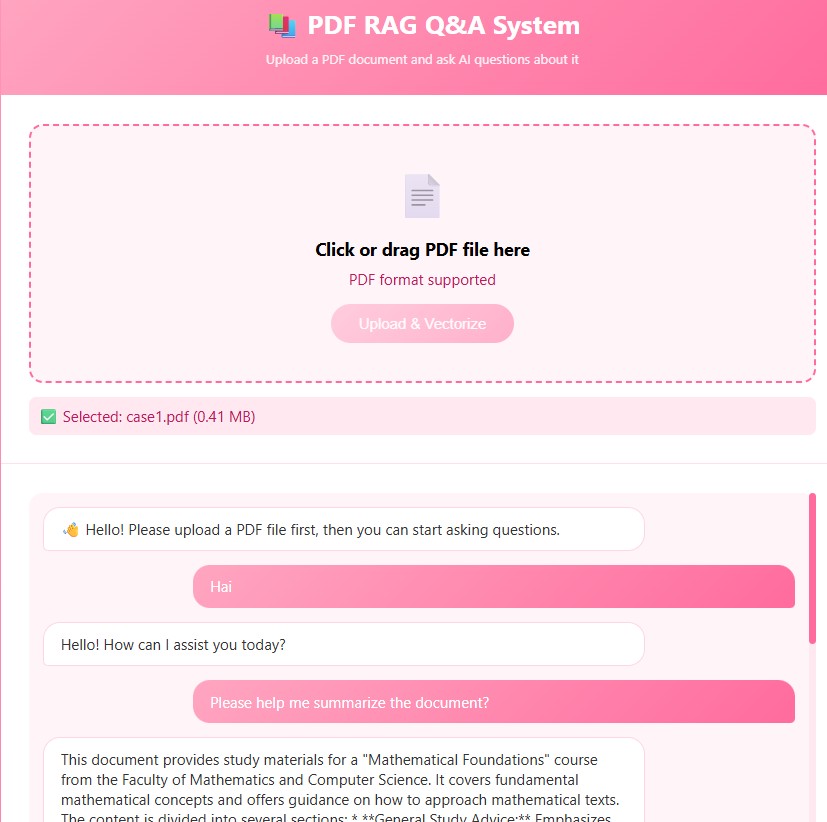 PDF RAG Q&A System
Upload a PDF document and ask AI questions about it
Click or drag PDF file here
PDF format supported
Upload & Vectorize
Selected: case1.pdf (0.41 MB)
Hello! Please upload a PDF file first, then you can start asking questions.
Hai
Hello! How can I assist you today?
Please help me summarize the document?
This document provides study materials for a "Mathematical Foundations" course
from the Faculty of Mathematics and Computer Science. It covers fundamental
mathematical concepts and offers guidance on how to approach mathematical texts.
The content is divided into several sections: * **General Study Advice:** Emphasizes